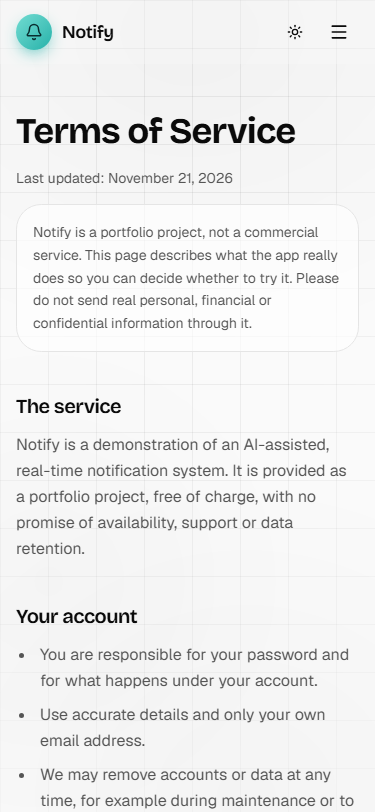 Notify
Terms of Service
Last updated: November 21, 2026
Notify is a portfolio project, not a commercial
service. This page describes what the app really
does so you can decide whether to try it. Please
do not send real personal, financial or
confidential information through it.
The service
Notify is a demonstration of an AI-assisted,
real-time notification system. It is provided as
a portfolio project, free of charge, with no
promise of availability, support or data
retention.
Your account
• You are responsible for your password and
for what happens under your account.
• Use accurate details and only your own
email address.
• We may remove accounts or data at any
time, for example during maintenance or to